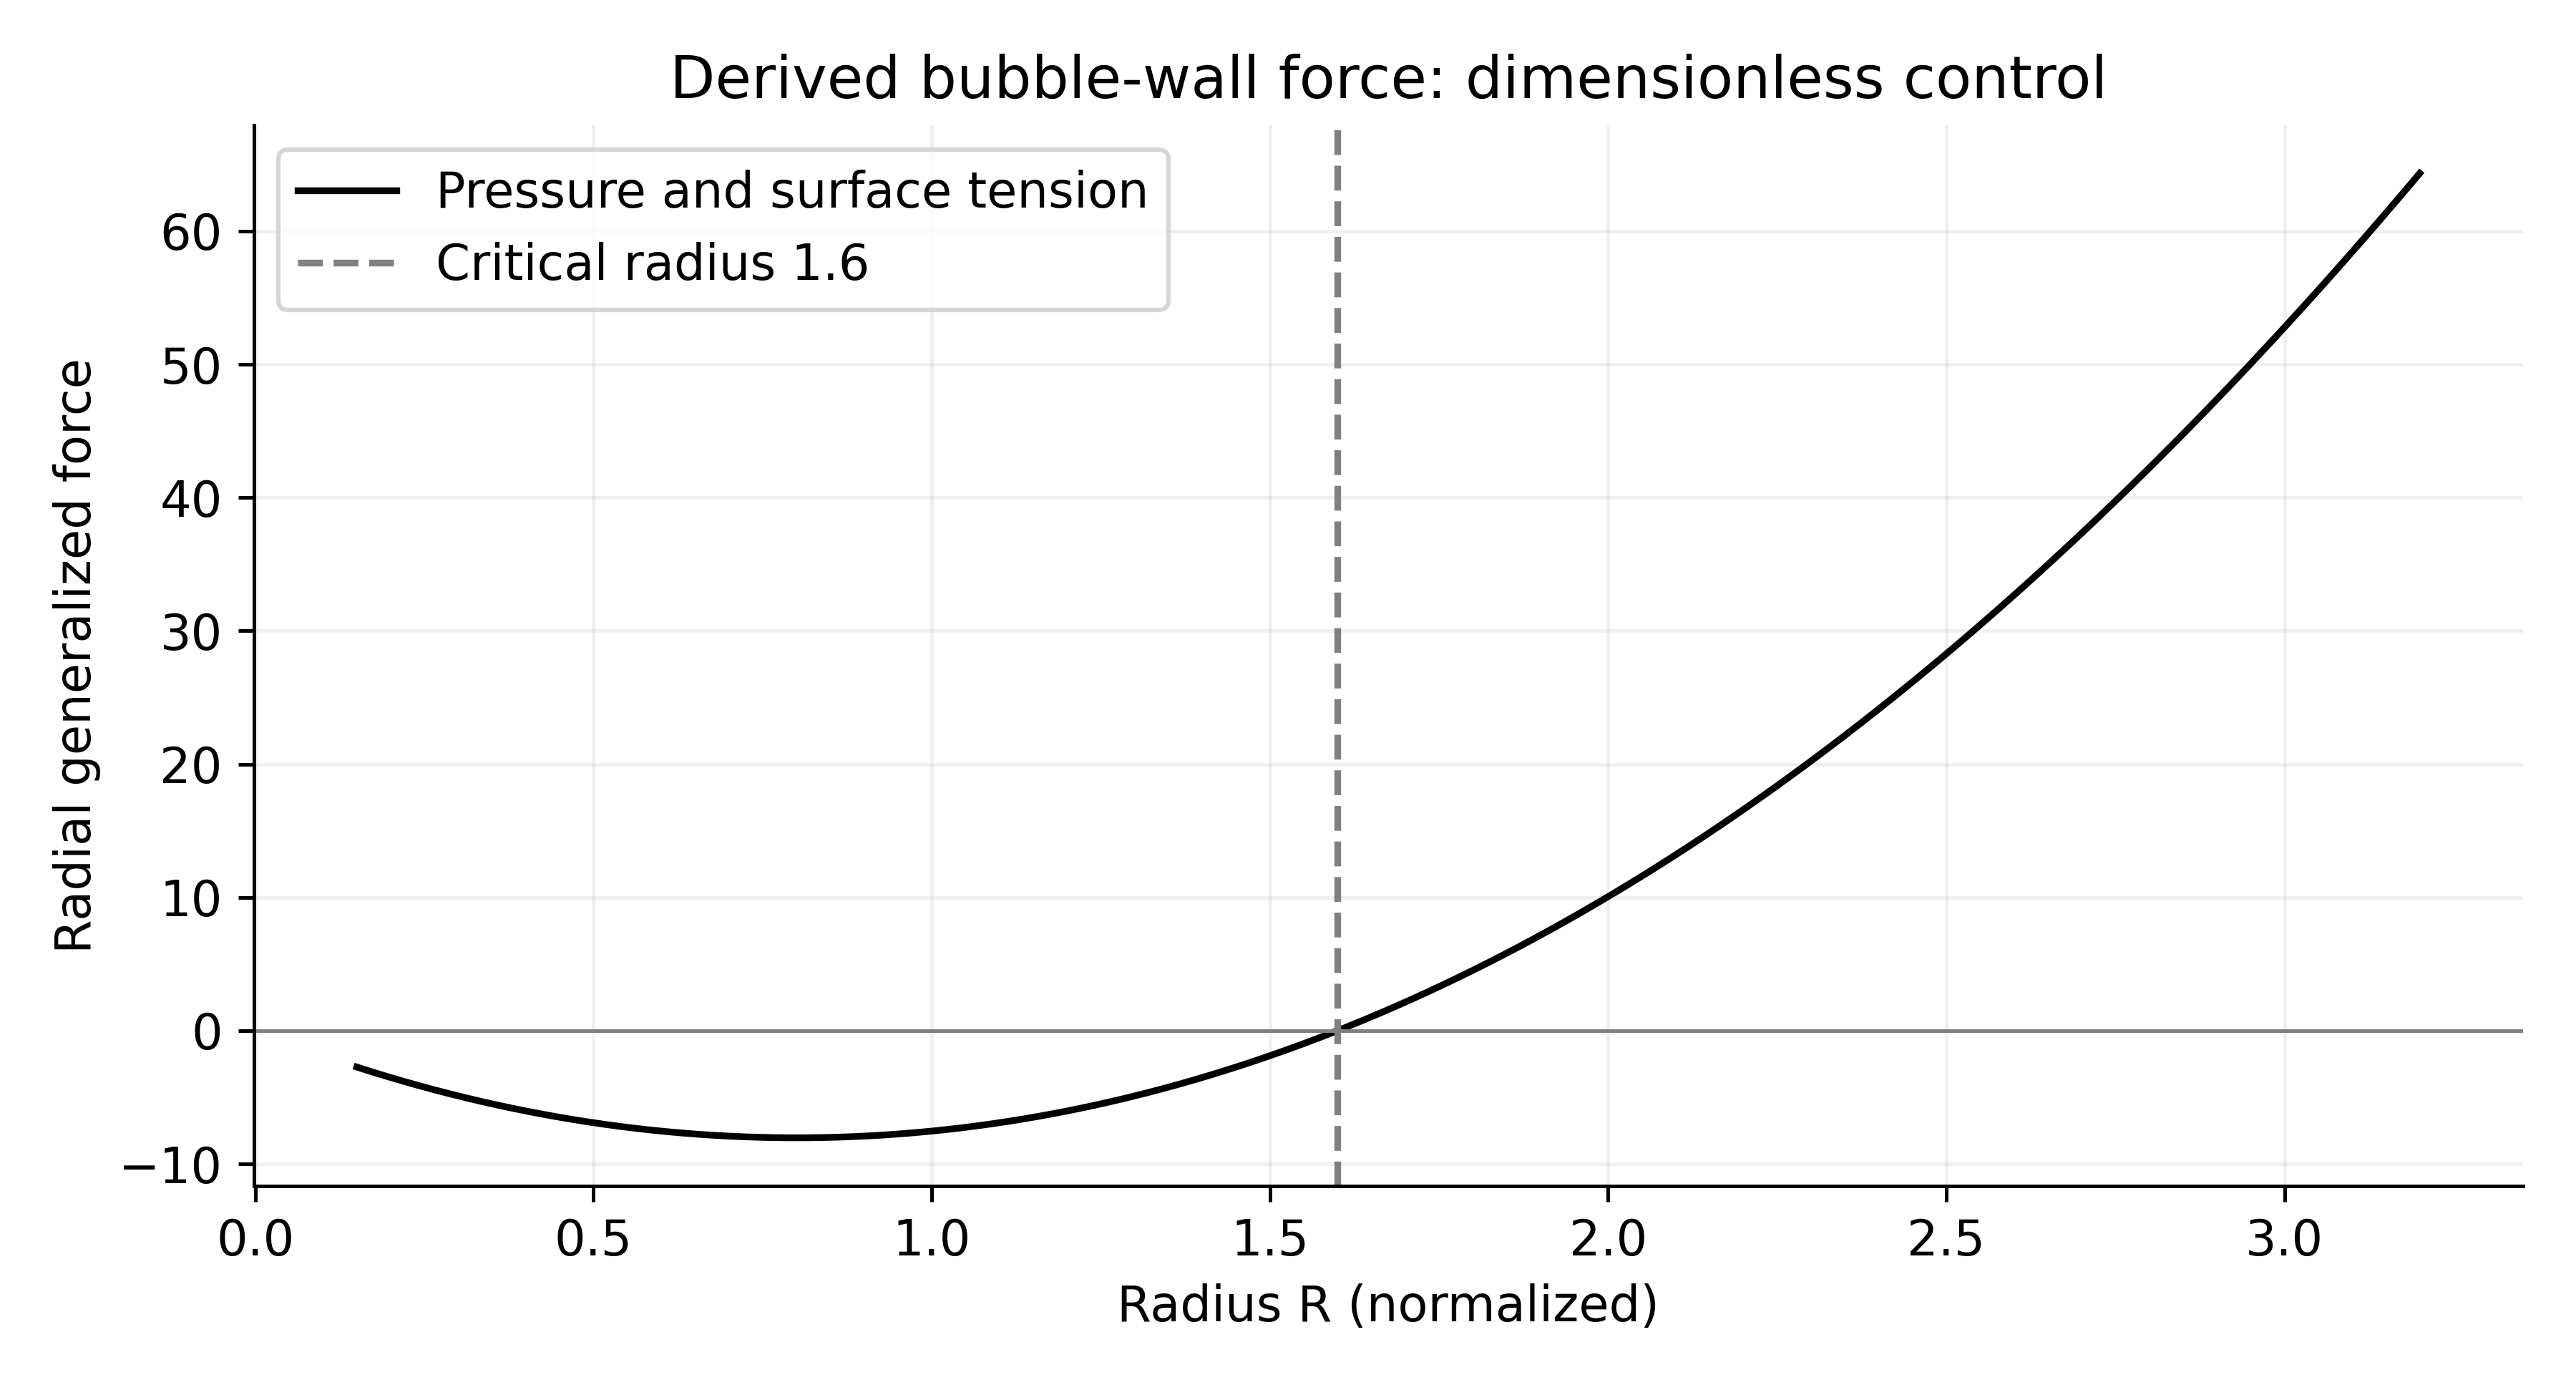 Derived bubble-wall force: dimensionless control
Pressure and surface tension
Critical radius 1.6
Radial generalized force
60
50
40
30
20
10
0
−10
0.0 0.5 1.0 1.5 2.0 2.5 3.0
Radius R (normalized)